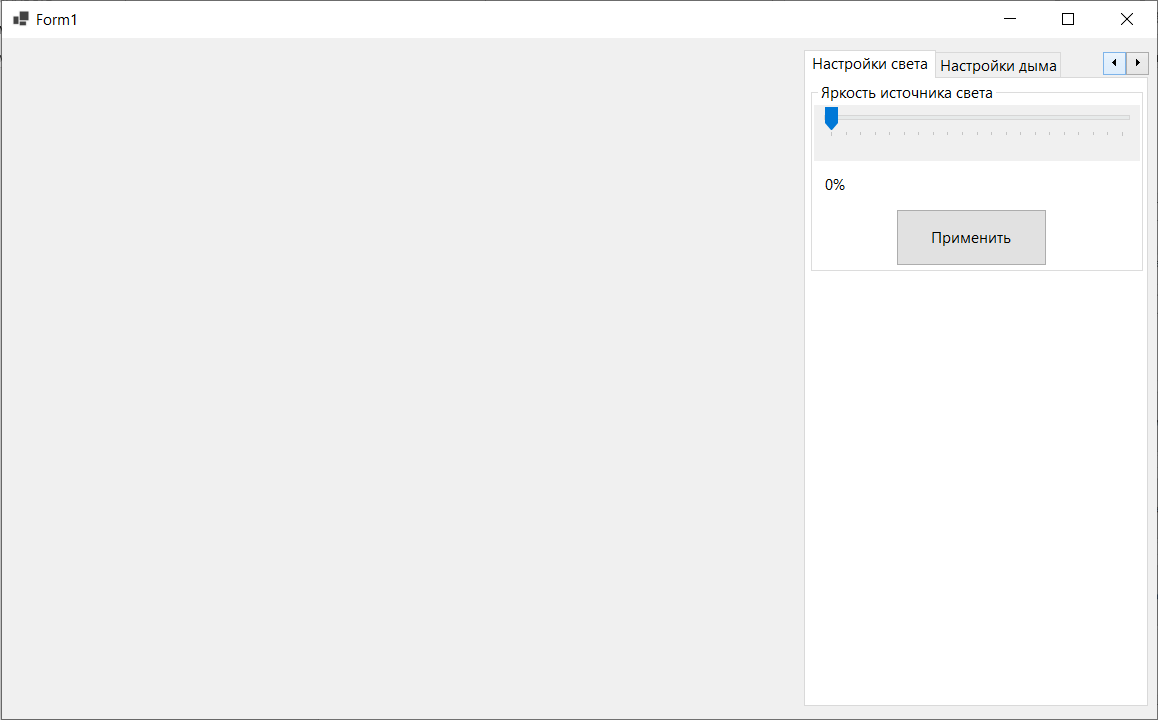 Form1
Настройки света
Настройки дыма
Яркость источника света
0%
Применить